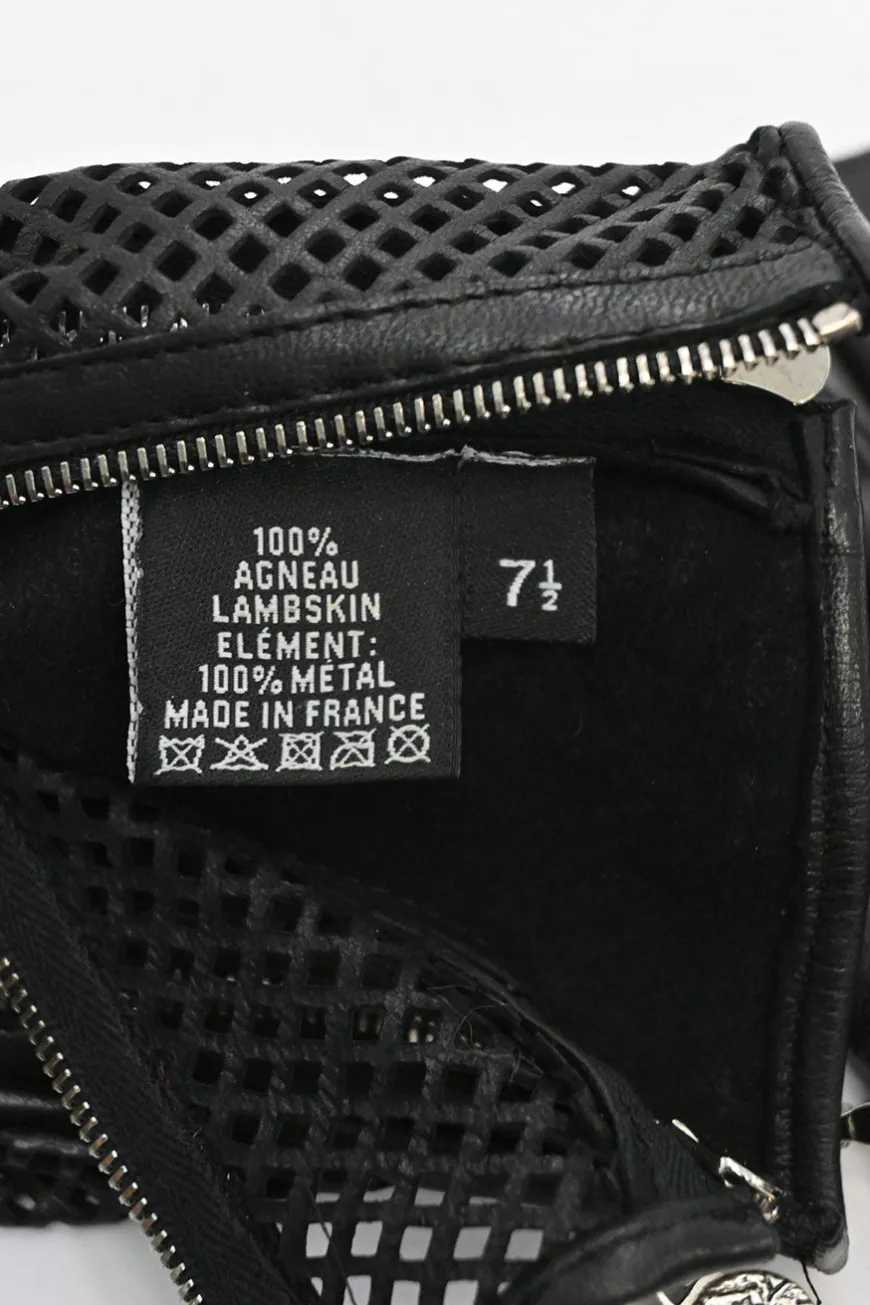 100%
AGNEAU
LAMBSKIN
ELÉMENT:
100% MÉTAL
MADE IN FRANCE
7½